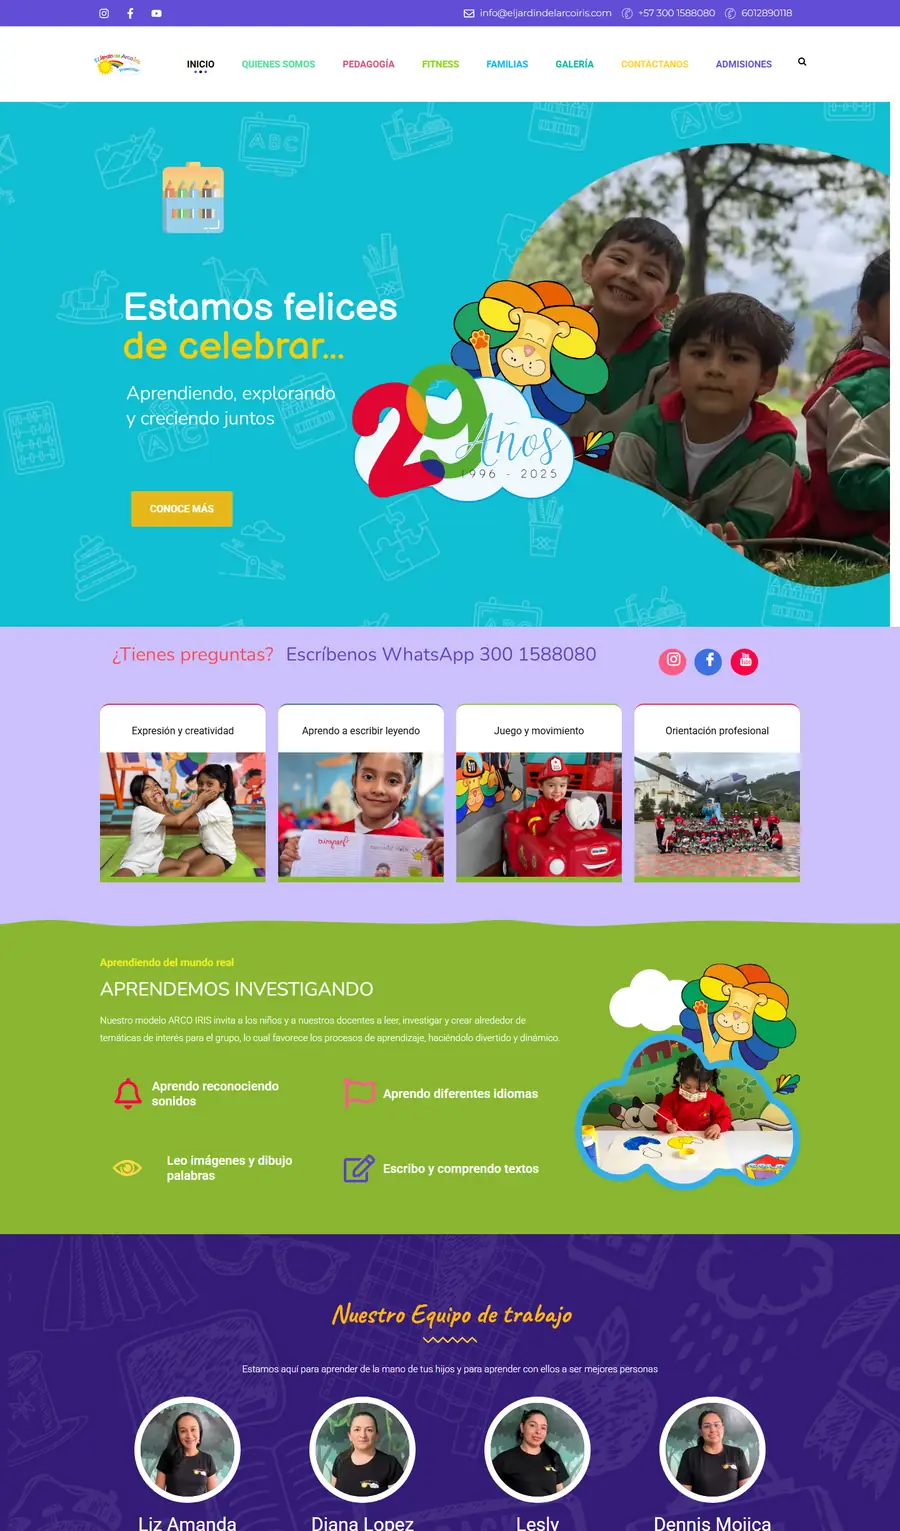 info@eljardindelarcoiris.com +57 300 1588080 6012890118
INICIO QUIENES SOMOS PEDAGOGÍA FITNESS FAMILIAS GALERÍA CONTÁCTANOS ADMISIONES
ABC
Estamos felices
de celebrar...
Aprendiendo, explorando
y creciendo juntos
29 Años
1996 - 2025
CONOCE MÁS
¿Tienes preguntas? Escríbenos WhatsApp 300 1588080
Expresión y creatividad
Aprendo a escribir leyendo
Juego y movimiento
Orientación profesional
Aprendiendo del mundo real
APRENDEMOS INVESTIGANDO
Nuestro modelo ARCO IRIS invita a los niños y a nuestros docentes a leer, investigar y crear alrededor de
temáticas de interés para el grupo, lo cual favorece los procesos de aprendizaje, haciéndolo divertido y dinámico.
Aprendo reconociendo
sonidos
Aprendo diferentes idiomas
Leo imágenes y dibujo
palabras
Escribo y comprendo textos
Nuestro Equipo de trabajo
Estamos aquí para aprender de la mano de tus hijos y para aprender con ellos a ser mejores personas
Liz Amanda
Diana Lopez
Lesly
Dennis Mojica